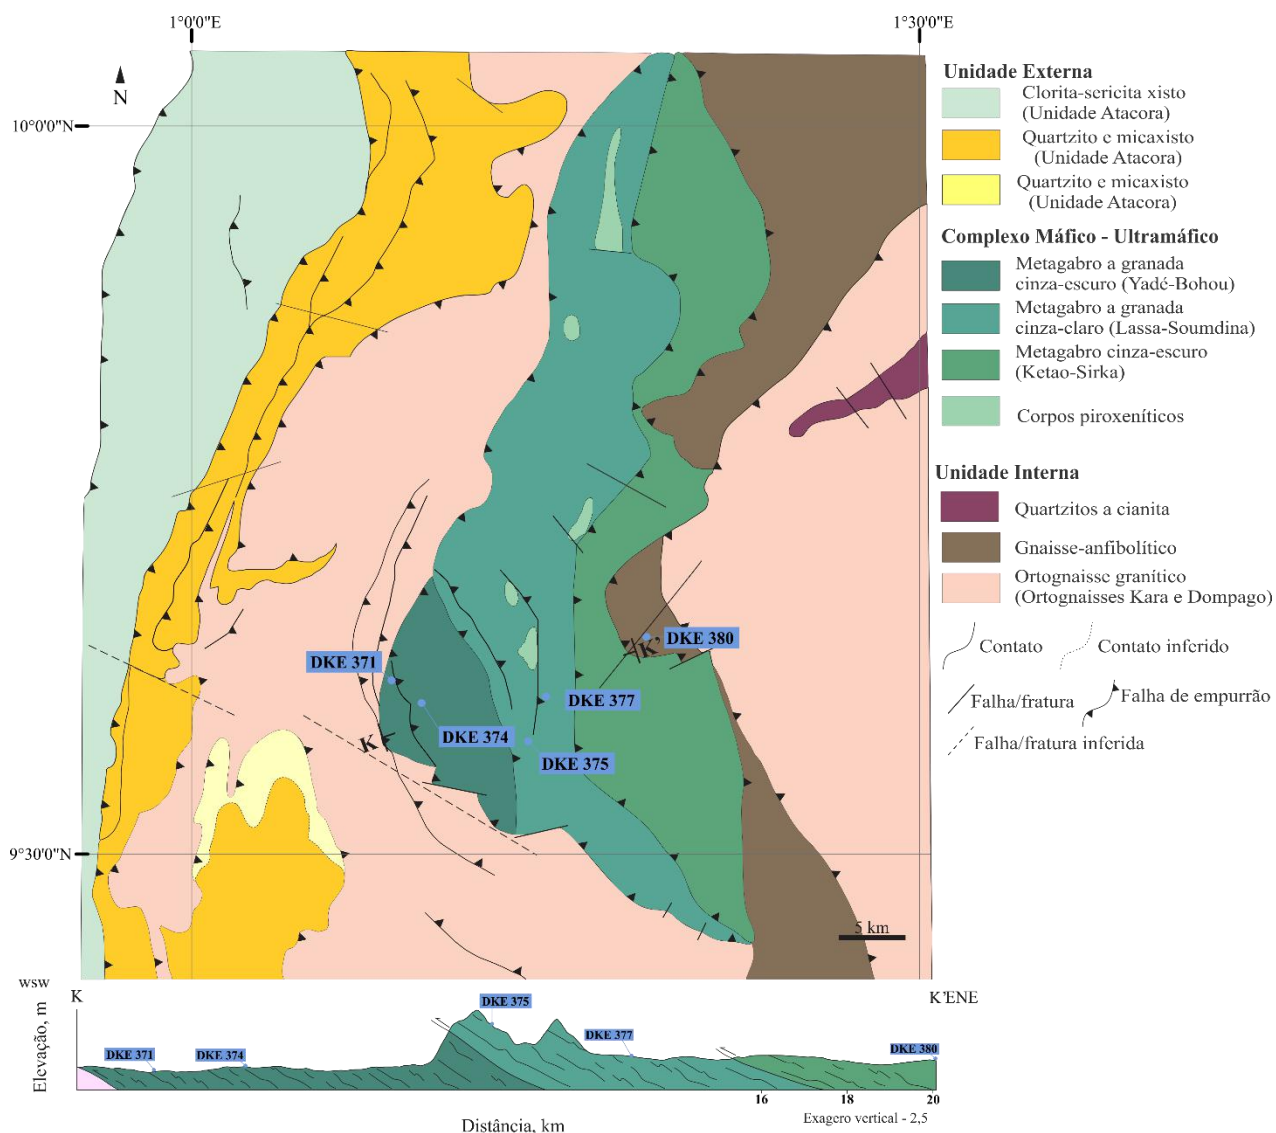 1°0'0"E
1°30'0"E
N
10°0'0"N
9°30'0"N
Unidade Externa
Clorita-sericita xisto
(Unidade Atacora)
Quartzito e micaxisto
(Unidade Atacora)
Quartzito e micaxisto
(Unidade Atacora)
Complexo Máfico - Ultramáfico
Metagabro a granada
cinza-escuro (Yadé-Bohou)
Metagabro a granada
cinza-claro (Lassa-Soumdina)
Metagabro cinza-escuro
(Ketao-Sirka)
Corpos piroxeníticos
Unidade Interna
Quartzitos a cianita
Gnaisse-anfibolítico
Ortognaisse granítico
(Ortognaisses Kara e Dompago)
Contato
Contato inferido
Falha/fratura
Falha de empurrão
Falha/fratura inferida
DKE 371
DKE 380
K'
DKE 377
DKE 374
K
DKE 375
5 km
WSW
K
K'ENE
Elevação, m
DKE 371
DKE 374
DKE 375
DKE 377
DKE 380
16
18
20
Distância, km
Exagero vertical - 2,5